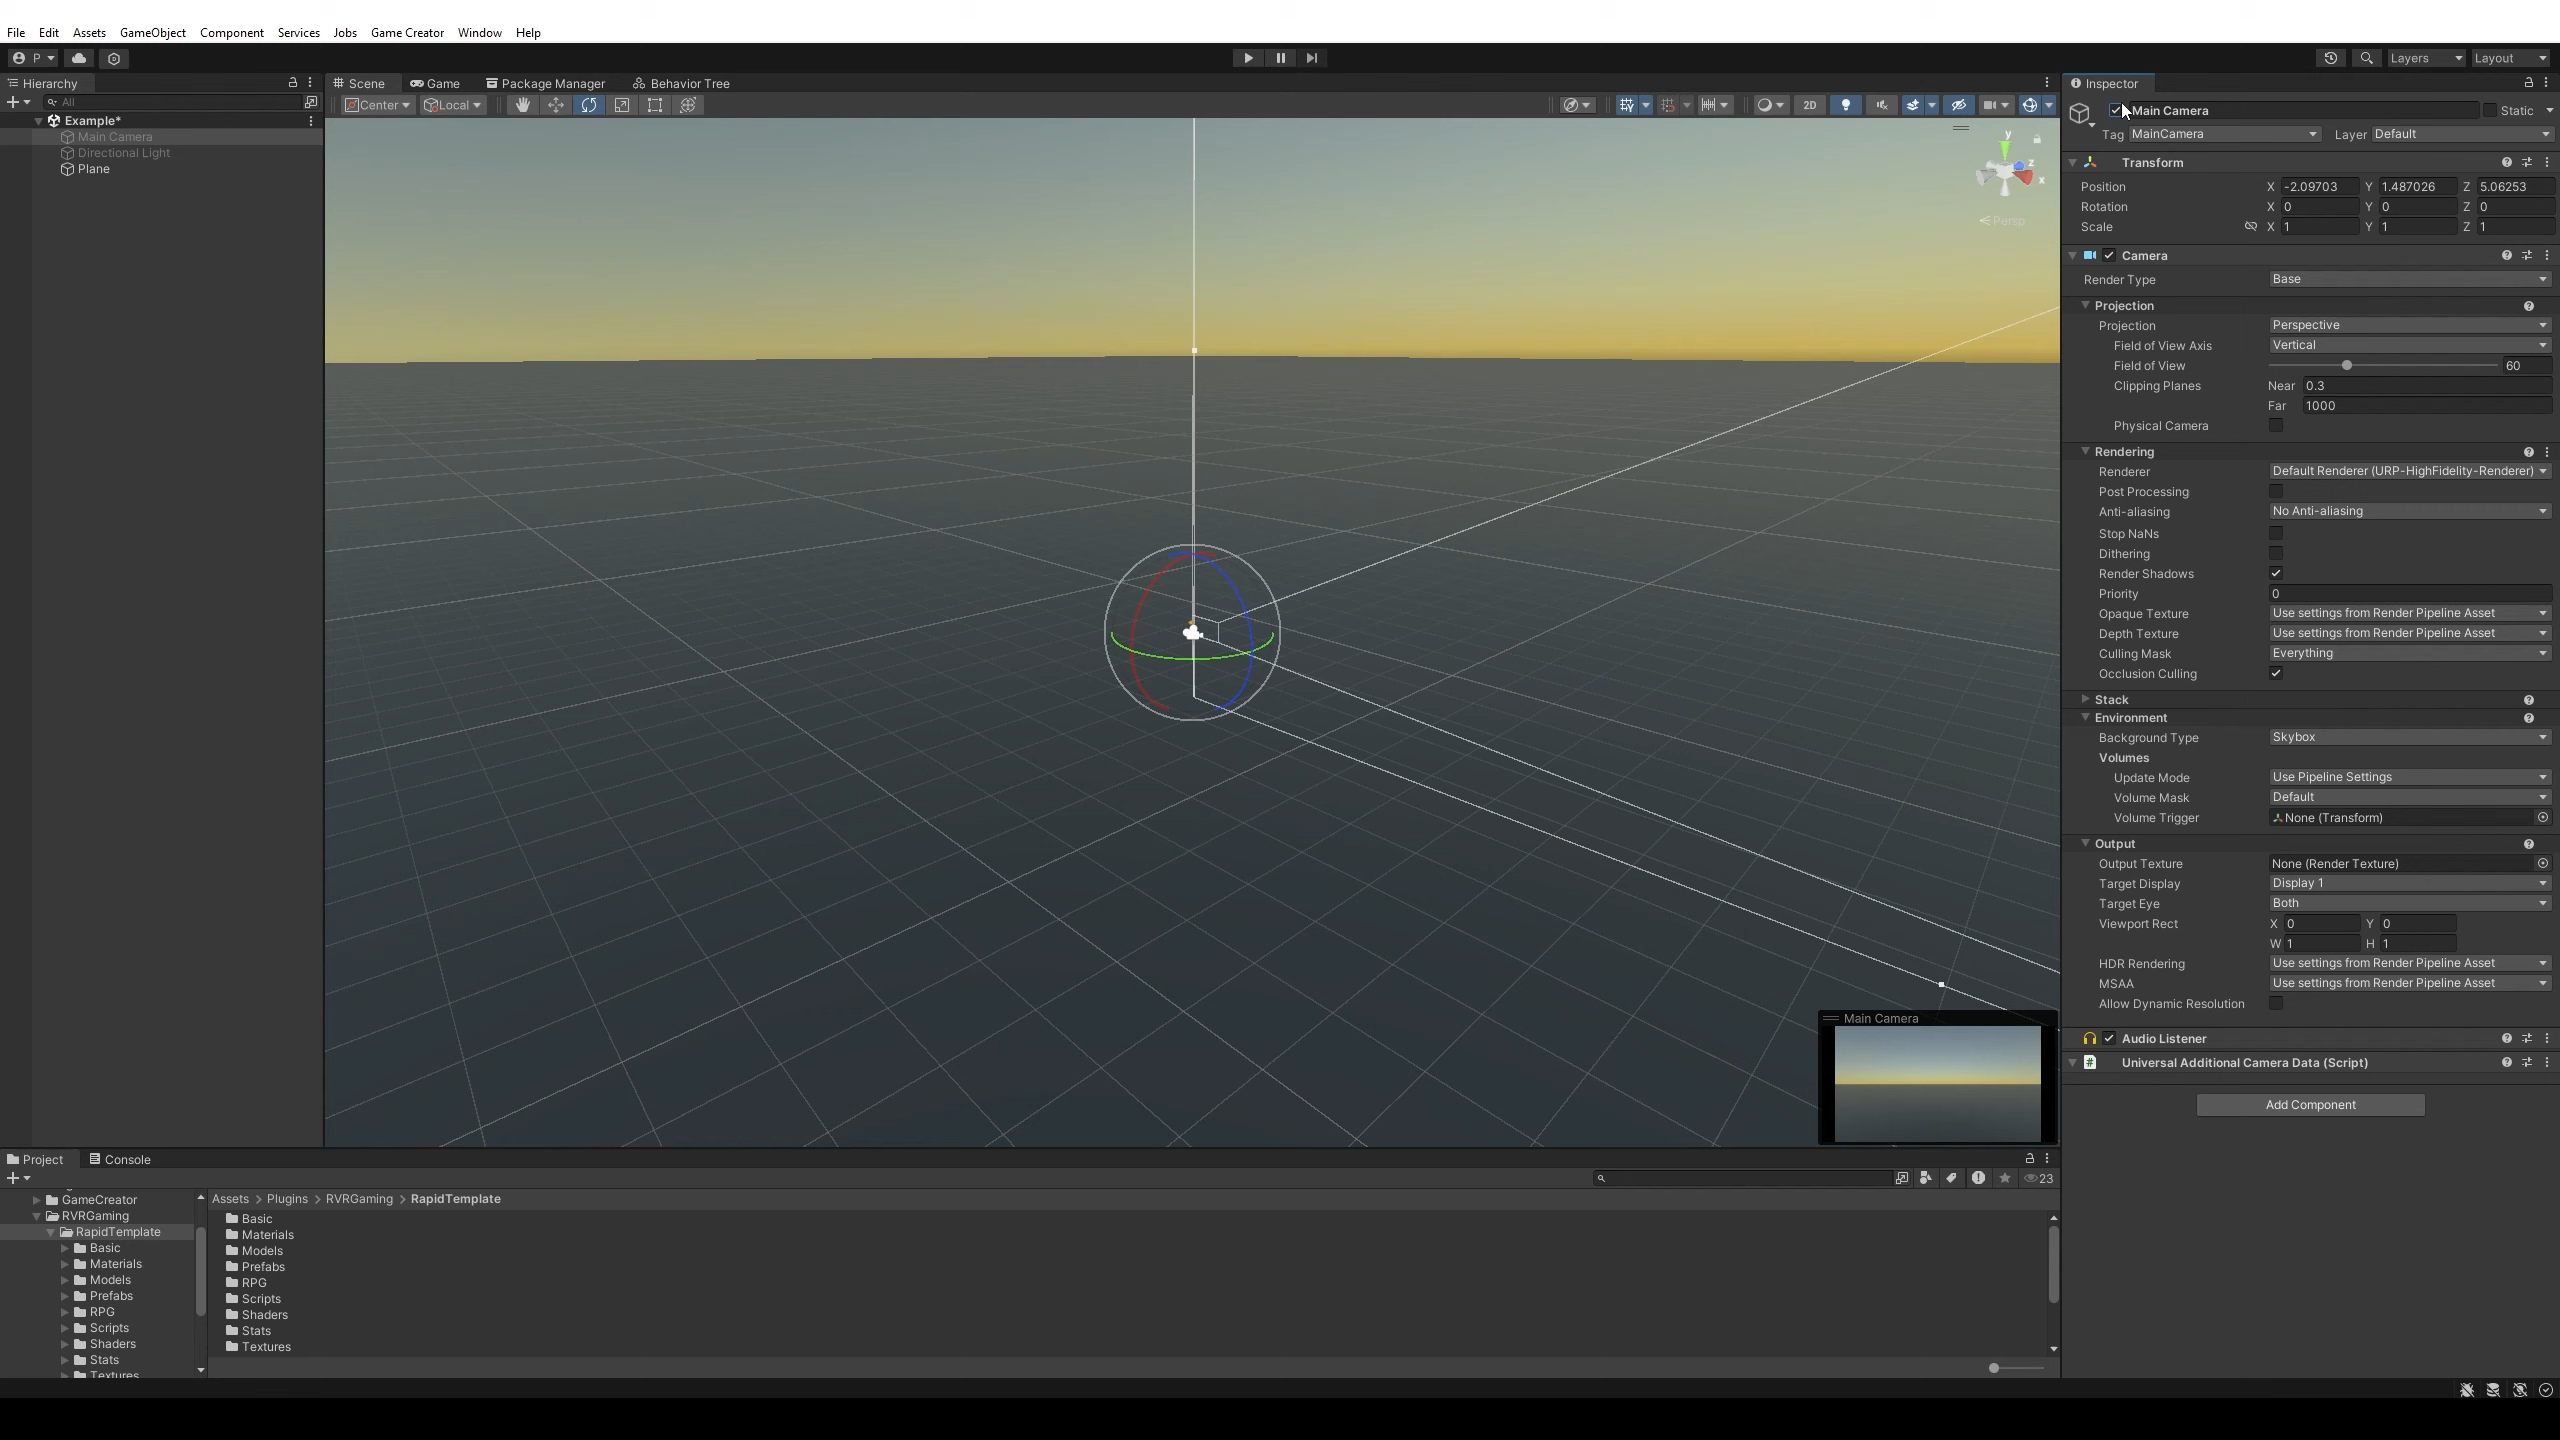 File Edit Assets GameObject Component Services Jobs Game Creator Window Help
P Layers Layout
Hierarchy
All
Example*
Main Camera
Directional Light
Plane
Scene Game Package Manager Behavior Tree
Center Local 2D
y
z
x
Persp
Main Camera
Inspector
Main Camera Static
Tag MainCamera Layer Default
Transform
Position X -2.09703 Y 1.487026 Z 5.06253
Rotation X 0 Y 0 Z 0
Scale X 1 Y 1 Z 1
Camera
Render Type Base
Projection
Projection Perspective
Field of View Axis Vertical
Field of View 60
Clipping Planes Near 0.3
Far 1000
Physical Camera
Rendering
Renderer Default Renderer (URP-HighFidelity-Renderer)
Post Processing
Anti-aliasing No Anti-aliasing
Stop NaNs
Dithering
Render Shadows
Priority 0
Opaque Texture Use settings from Render Pipeline Asset
Depth Texture Use settings from Render Pipeline Asset
Culling Mask Everything
Occlusion Culling
Stack
Environment
Background Type Skybox
Volumes
Update Mode Use Pipeline Settings
Volume Mask Default
Volume Trigger None (Transform)
Output
Output Texture None (Render Texture)
Target Display Display 1
Target Eye Both
Viewport Rect X 0 Y 0
W 1 H 1
HDR Rendering Use settings from Render Pipeline Asset
MSAA Use settings from Render Pipeline Asset
Allow Dynamic Resolution
Audio Listener
# Universal Additional Camera Data (Script)
Add Component
Project Console
23
GameCreator
RVRGaming
RapidTemplate
Basic
Materials
Models
Prefabs
RPG
Scripts
Shaders
Stats
Textures
Assets > Plugins > RVRGaming > RapidTemplate
Basic
Materials
Models
Prefabs
RPG
Scripts
Shaders
Stats
Textures